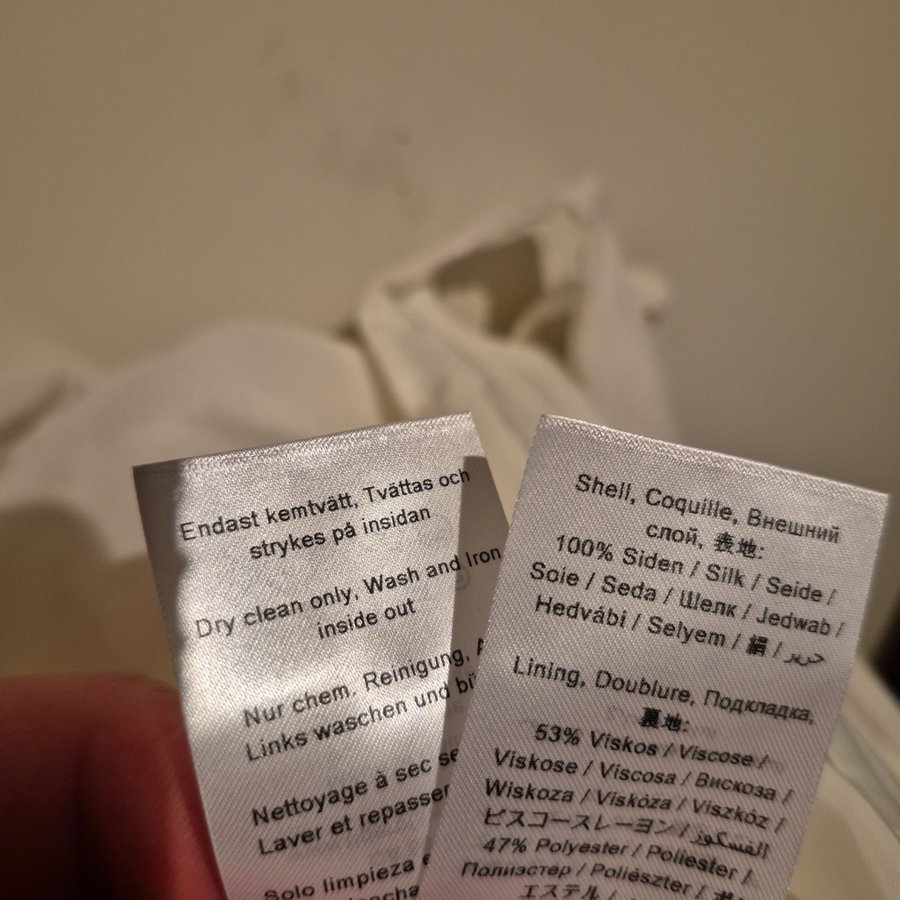 Endast kemtvätt, Tvättas och
strykes på insidan
Dry clean only, Wash and Iron
inside out
Nur chem. Reinigung,
Links waschen und
Nettoyage à sec
Laver et repasser
Solo limpieza
Shell, Coquille, Внешний
слой, 表地:
100% Siden / Silk / Seide /
Soie / Seda / Шелк / Jedwab /
Hedvábi / Selyem / 絹 / حرير
Lining, Doublure, Подкладка,
裏地:
53% Viskos / Viscose /
Viskose / Viscosa / Вискоза /
Wiskoza / Viskóza / Viszkóz /
ビスコースレーヨン / الفسكوز /
47% Polyester / Poliester /
Полиэстер / Poliészter /
エステル /